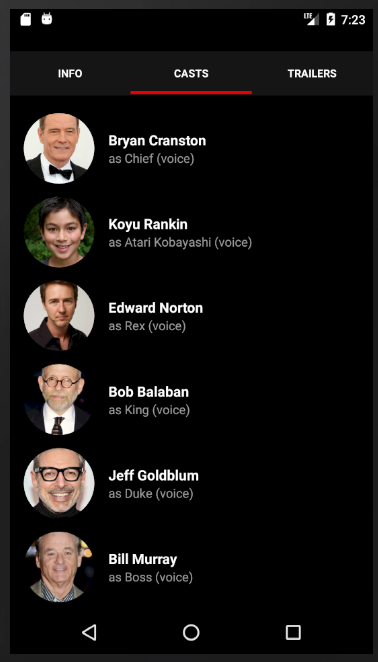 LTE 7:23
INFO CASTS TRAILERS
Bryan Cranston
as Chief (voice)
Koyu Rankin
as Atari Kobayashi (voice)
Edward Norton
as Rex (voice)
Bob Balaban
as King (voice)
Jeff Goldblum
as Duke (voice)
Bill Murray
as Boss (voice)